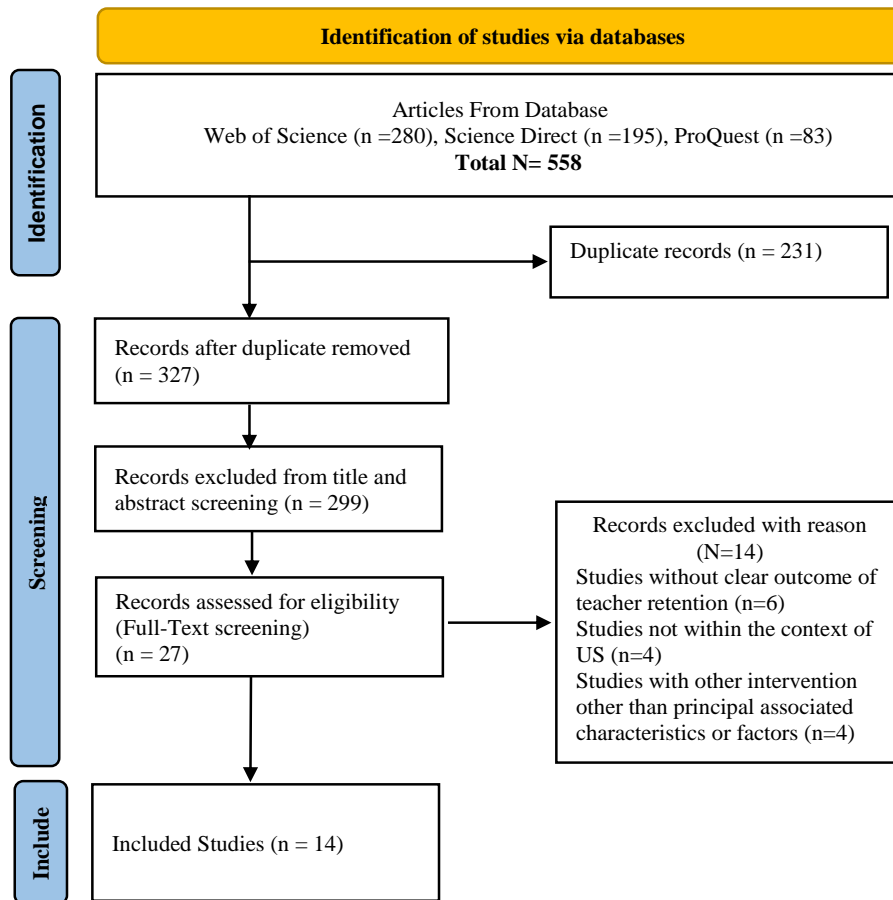 Identification of studies via databases
Identification
Articles From Database
Web of Science (n =280), Science Direct (n =195), ProQuest (n =83)
Total N= 558
Duplicate records (n = 231)
Screening
Records after duplicate removed
(n = 327)
Records excluded from title and
abstract screening (n = 299)
Records assessed for eligibility
(Full-Text screening)
(n = 27)
Records excluded with reason
(N=14)
Studies without clear outcome of
teacher retention (n=6)
Studies not within the context of
US (n=4)
Studies with other intervention
other than principal associated
characteristics or factors (n=4)
Include
Included Studies (n = 14)